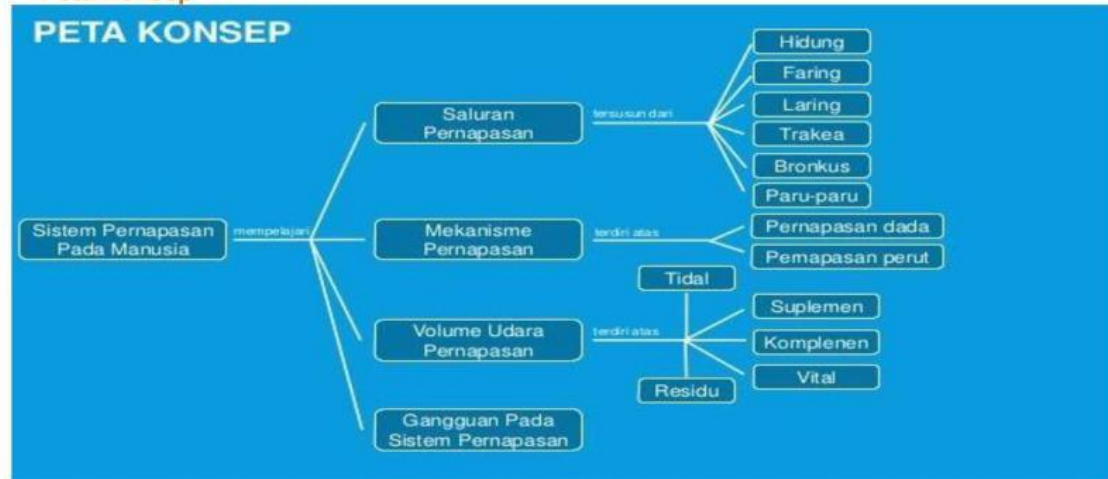 PETA KONSEP
Sistem Pernapasan
Pada Manusia
mempelajari
Saluran
Pernapasan
tersusun dari
Hidung
Faring
Laring
Trakea
Bronkus
Paru-paru
Mekanisme
Pernapasan
terdiri atas
Pernapasan dada
Pernapasan perut
Volume Udara
Pernapasan
terdiri atas
Tidal
Suplemen
Komplenen
Vital
Residu
Gangguan Pada
Sistem Pernapasan